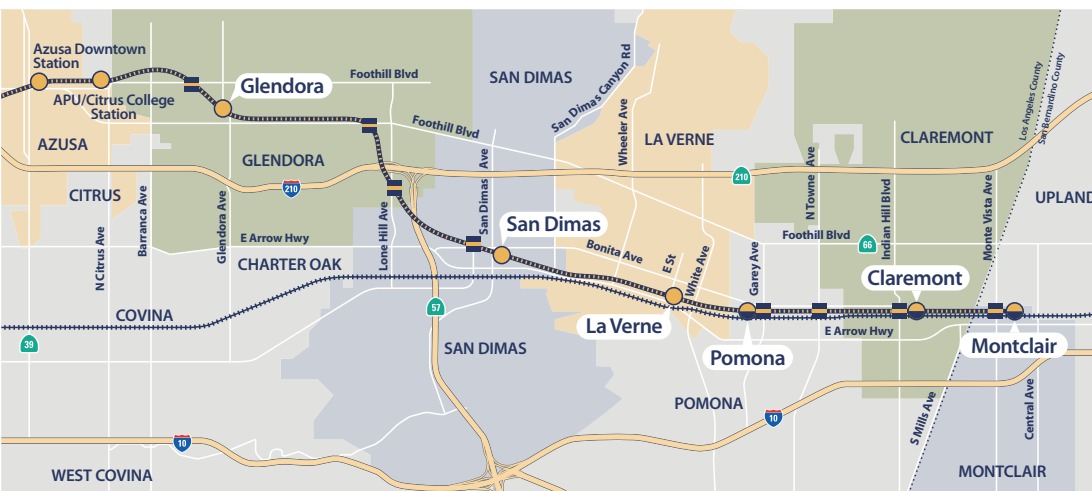 Azusa Downtown
Station
APU/Citrus College
Station
Glendora
Foothill Blvd
Foothill Blvd
SAN DIMAS
San Dimas Canyon Rd
Wheeler Ave
LA VERNE
CLAREMONT
Los Angeles County
San Bernardino County
AZUSA
GLENDORA
210
210
CITRUS
Barranca Ave
Glendora Ave
N Citrus Ave
E Arrow Hwy
Lone Hill Ave
San Dimas Ave
San Dimas
Bonita Ave
E St
White Ave
Garey Ave
N Towne Ave
Foothill Blvd
66
Indian Hill Blvd
Monte Vista Ave
UPLAND
CHARTER OAK
Claremont
57
COVINA
39
La Verne
E Arrow Hwy
SAN DIMAS
Pomona
Montclair
POMONA
10
S Mills Ave
Central Ave
10
WEST COVINA
MONTCLAIR